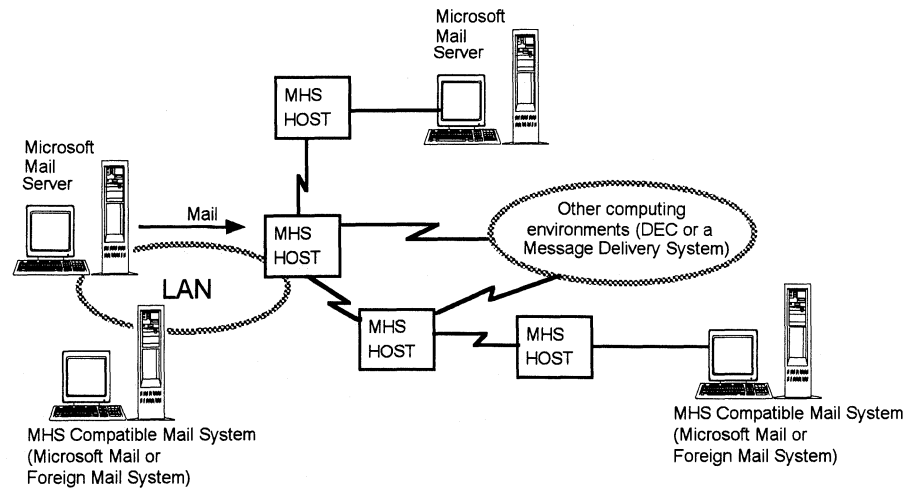 Microsoft
Mail
Server
MHS
HOST
Microsoft
Mail
Server
Mail
MHS
HOST
Other computing
environments (DEC or a
Message Delivery System)
LAN
MHS
HOST
MHS
HOST
MHS Compatible Mail System
(Microsoft Mail or
Foreign Mail System)
MHS Compatible Mail System
(Microsoft Mail or
Foreign Mail System)